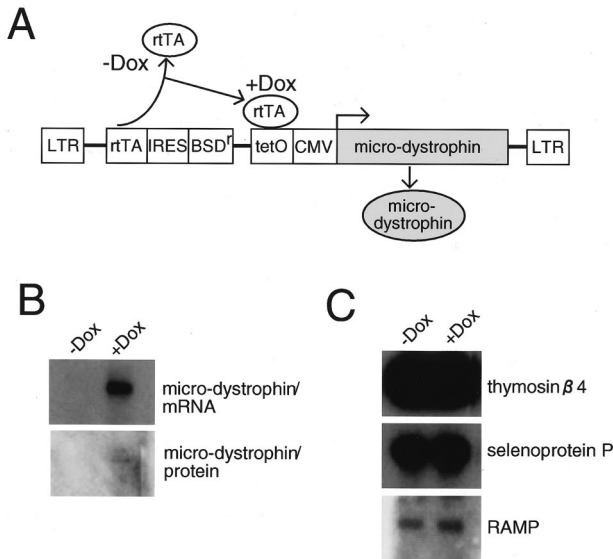 A
rtTA
-Dox
+Dox
rtTA
LTR rtTA IRES BSDr tetO CMV micro-dystrophin LTR
micro-
dystrophin
B
-Dox +Dox
micro-dystrophin/
mRNA
micro-dystrophin/
protein
C
-Dox +Dox
thymosin β 4
selenoprotein P
RAMP